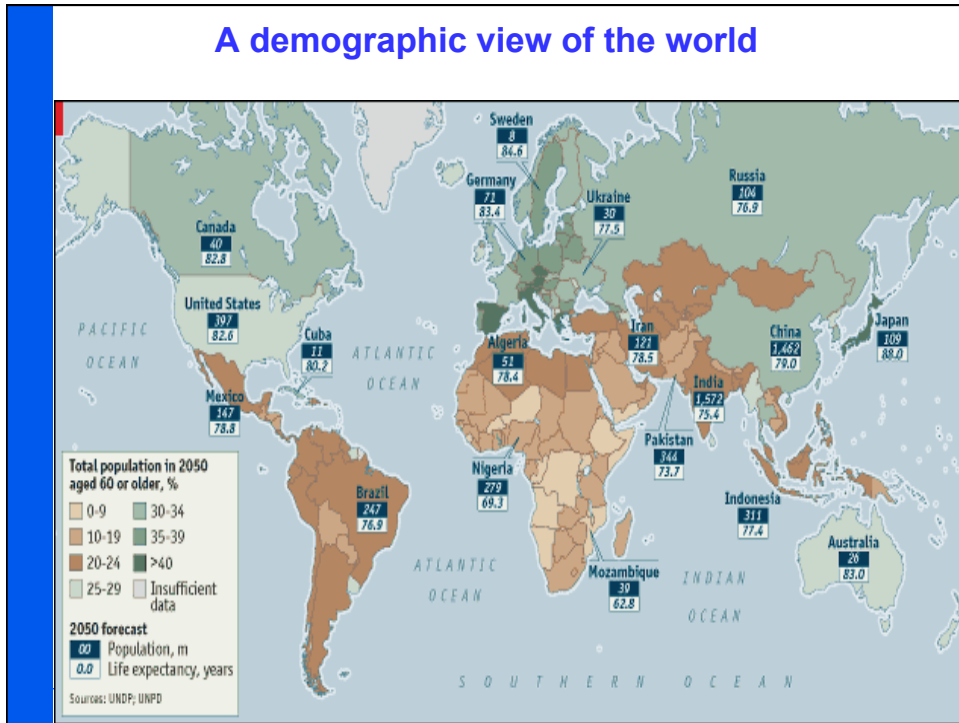 A demographic view of the world
Sweden
8
84.6
Germany
71
83.4
Ukraine
30
77.5
Russia
104
76.9
Canada
40
82.8
United States
397
82.6
Cuba
11
80.2
PACIFIC
OCEAN
ATLANTIC
OCEAN
Algeria
51
78.4
Iran
121
78.5
China
1,462
79.0
Japan
109
88.0
Mexico
147
78.8
India
1,572
75.4
Pakistan
344
73.7
Nigeria
279
69.3
Brazil
247
76.9
Indonesia
311
77.4
Australia
26
83.0
Mozambique
39
62.8
ATLANTIC
OCEAN
INDIAN
OCEAN
SOUTHERN OCEAN
Total population in 2050
aged 60 or older, %
0-9 30-34
10-19 35-39
20-24 >40
25-29 Insufficient
data
2050 forecast
00 Population, m
0.0 Life expectancy, years
Sources: UNDP; UNPD